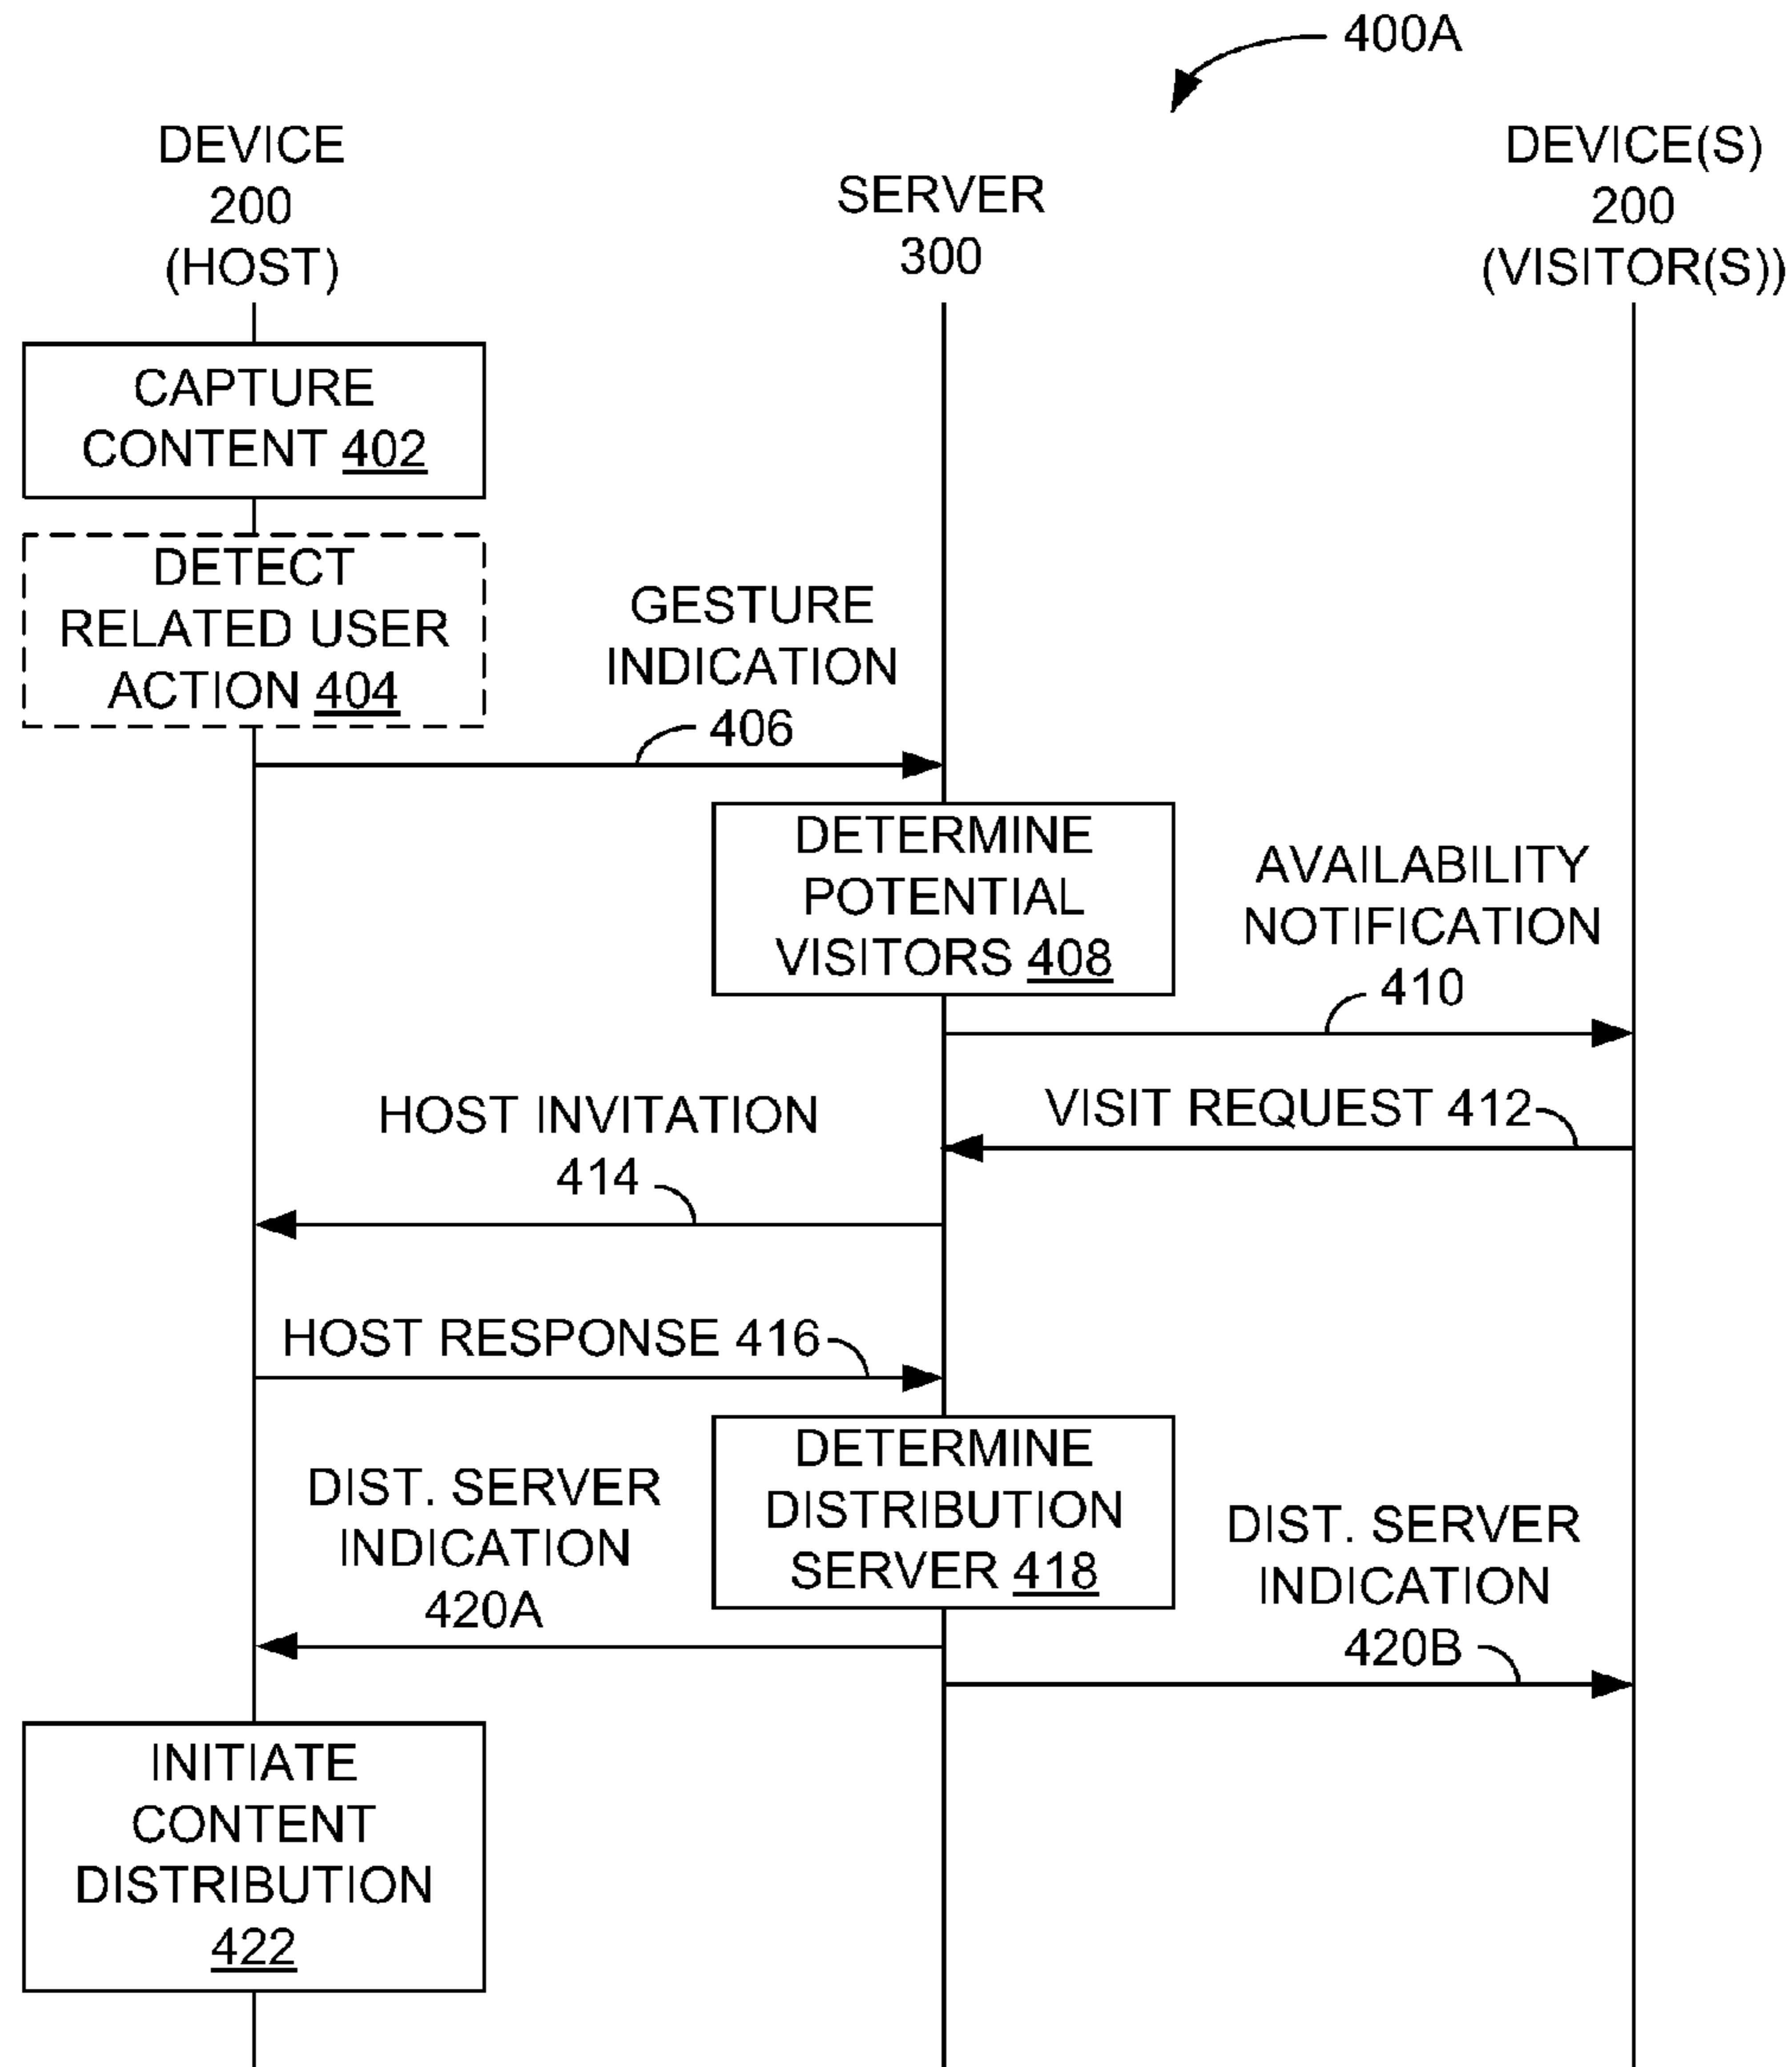 400A
DEVICE
200
(HOST)
SERVER
300
DEVICE(S)
200
(VISITOR(S))
CAPTURE
CONTENT 402
DETECT
RELATED USER
ACTION 404
GESTURE
INDICATION
406
DETERMINE
POTENTIAL
VISITORS 408
AVAILABILITY
NOTIFICATION
410
VISIT REQUEST 412
HOST INVITATION
414
HOST RESPONSE 416
DETERMINE
DISTRIBUTION
SERVER 418
DIST. SERVER
INDICATION
420A
DIST. SERVER
INDICATION
420B
INITIATE
CONTENT
DISTRIBUTION
422